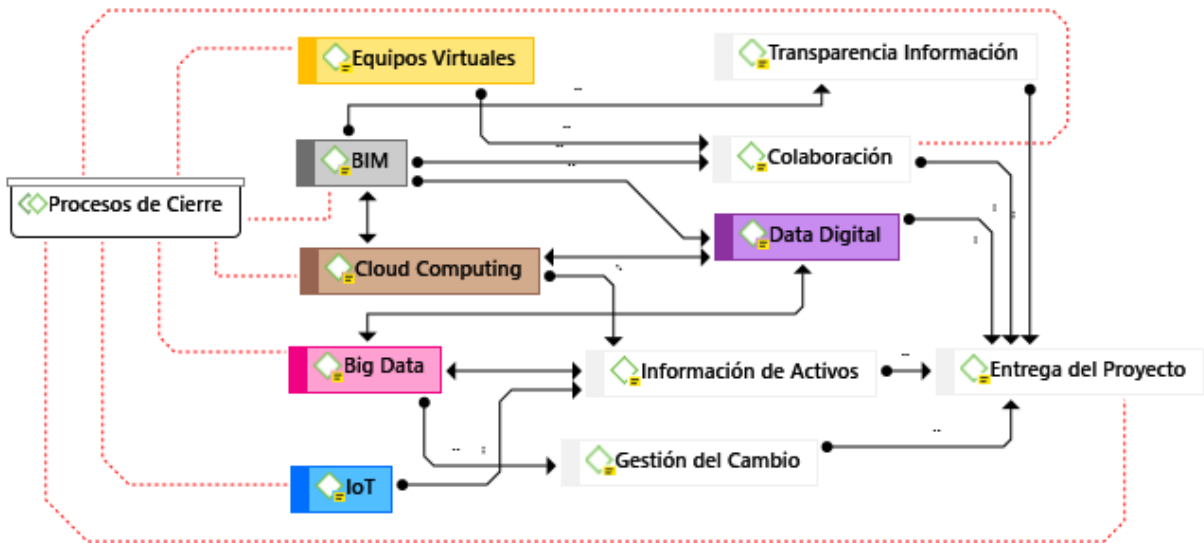 Equipos Virtuales
Transparencia Información
BIM
Colaboración
Procesos de Cierre
Data Digital
Cloud Computing
Big Data
Información de Activos
Entrega del Proyecto
Gestión del Cambio
IoT